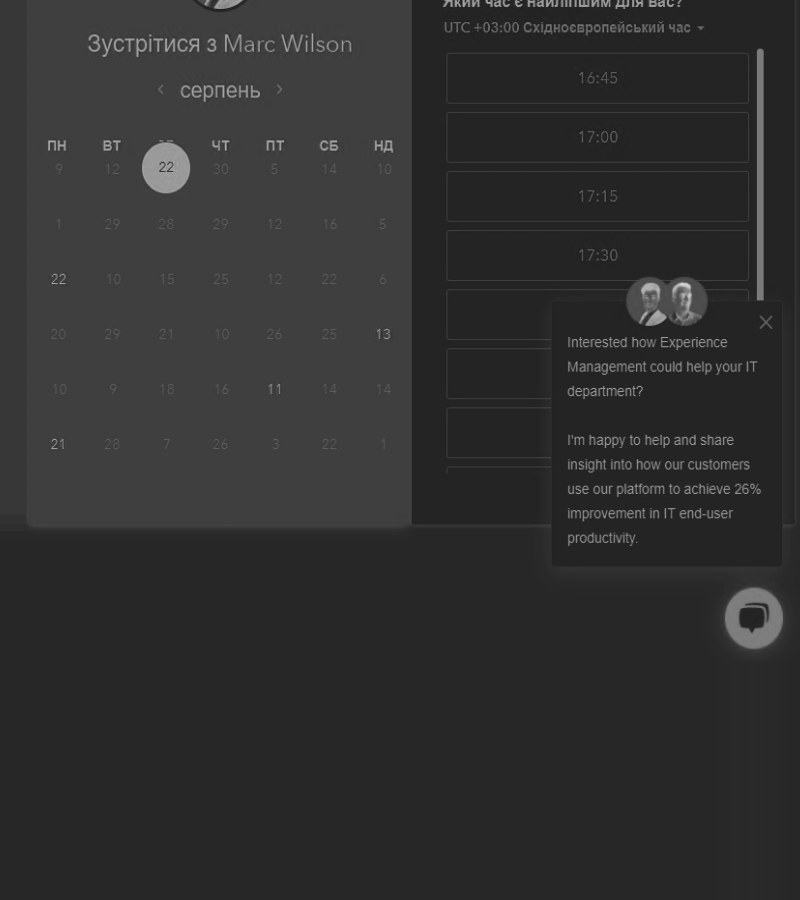 Зустрітися з Marc Wilson
серпень
ПН ВТ ЧТ ПТ СБ НД
9 12 22 30 5 14 10
1 29 28 29 12 16 5
22 10 15 25 12 22 6
20 29 21 10 26 25 13
10 9 18 16 11 14 14
21 28 7 26 3 22 1
Який час є найліпшим для вас?
UTC +03:00 Східноєвропейський час
16:45
17:00
17:15
17:30
Interested how Experience
Management could help your IT
department?
I'm happy to help and share
insight into how our customers
use our platform to achieve 26%
improvement in IT end-user
productivity.